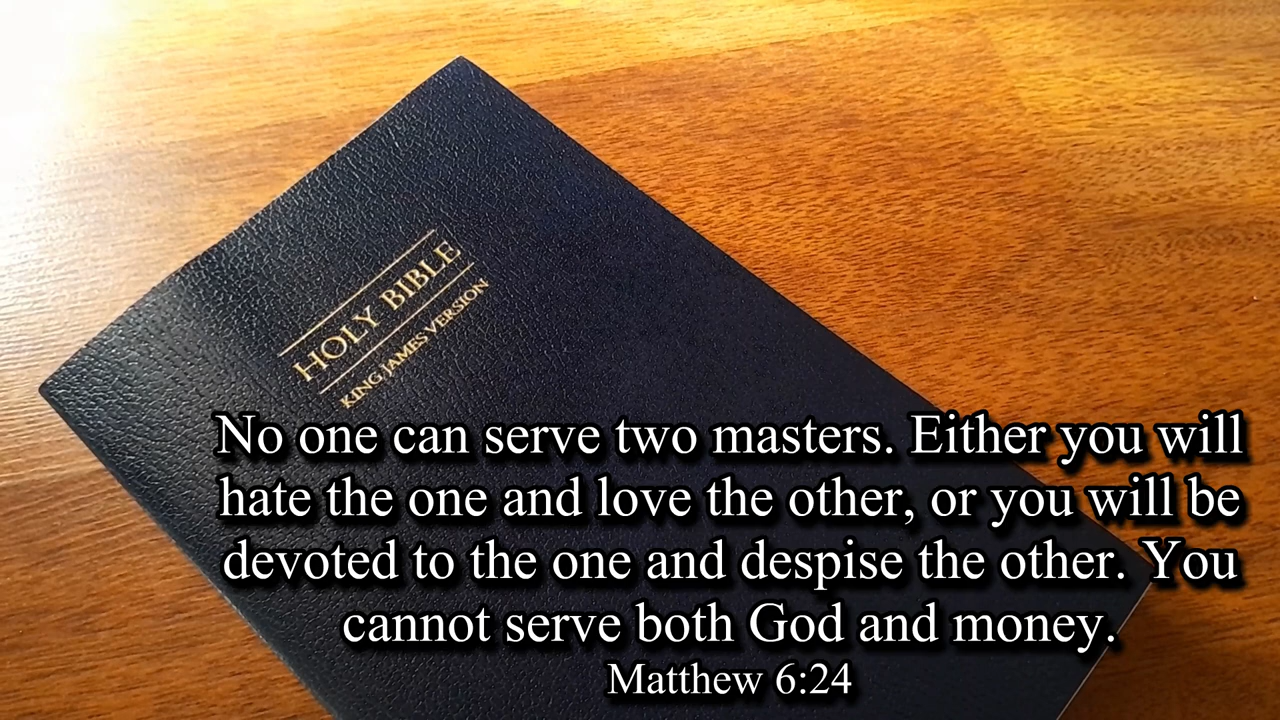 HOLY BIBLE
KING JAMES VERSION
No one can serve two masters. Either you will
hate the one and love the other, or you will be
devoted to the one and despise the other. You
cannot serve both God and money.
Matthew 6:24